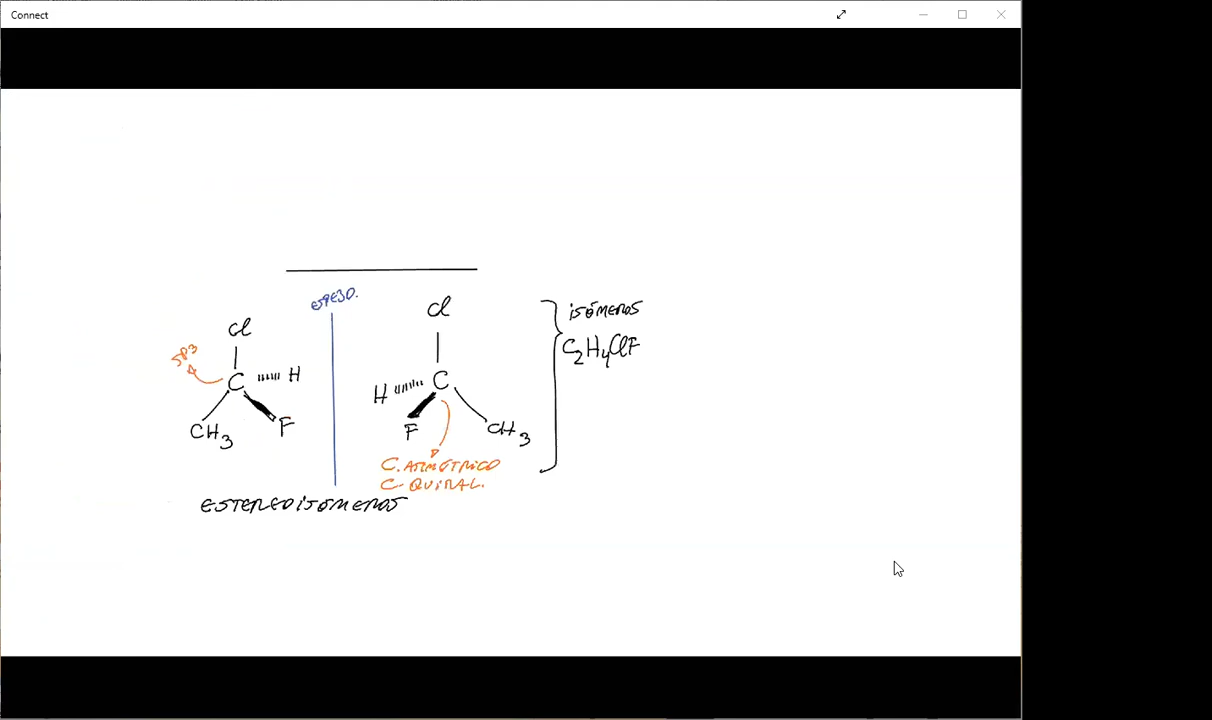 Connect
ESPEJO.
Cl
SP3
C H
CH3 F
Cl
H C
F CH3
C. ASIMÉTRICO
C. QUIRAL.
ISÓMEROS
C2H4ClF
ESTEREOISÓMEROS